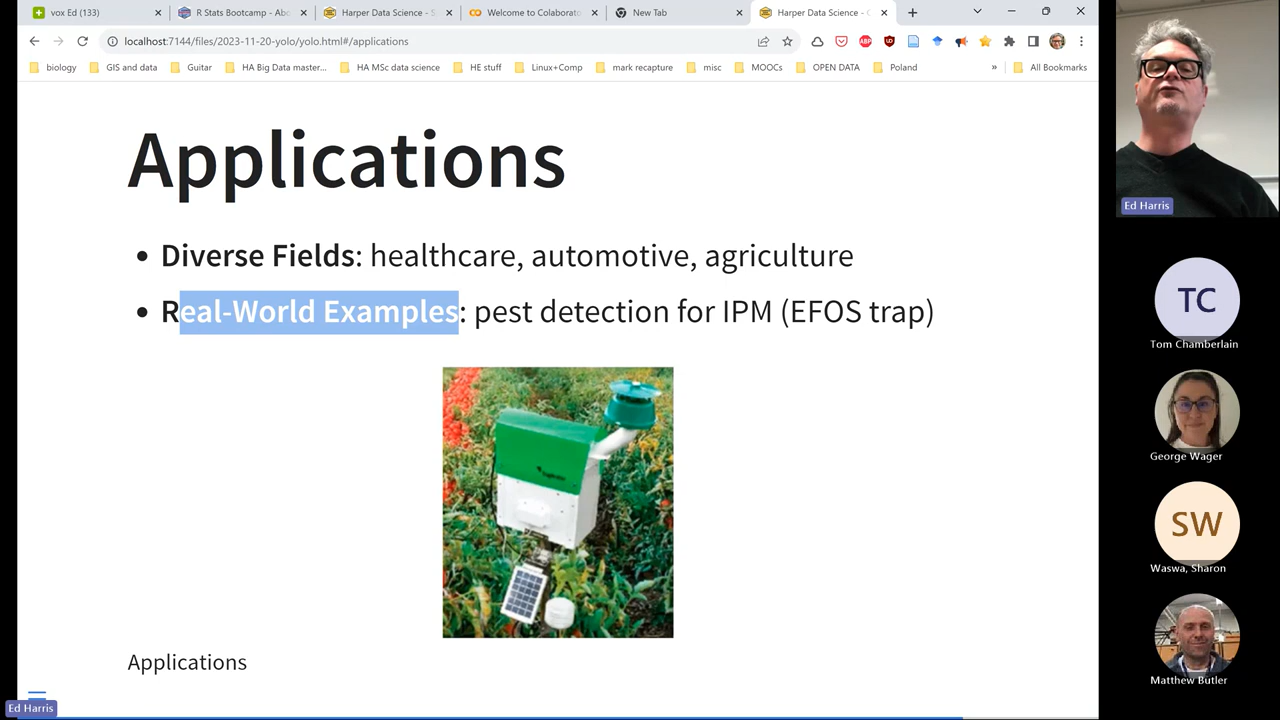 vox Ed (133)
R Stats Bootcamp - Abo
Harper Data Science - S
Welcome to Colaborato
New Tab
Harper Data Science - C
localhost:7144/files/2023-11-20-yolo/yolo.html#/applications
biology
GIS and data
Guitar
HA Big Data master...
HA MSc data science
HE stuff
Linux+Comp
mark recapture
misc
MOOCs
OPEN DATA
Poland
»
All Bookmarks
Applications
• Diverse Fields: healthcare, automotive, agriculture
• Real-World Examples: pest detection for IPM (EFOS trap)
Applications
Ed Harris
Ed Harris
TC
Tom Chamberlain
George Wager
SW
Waswa, Sharon
Matthew Butler